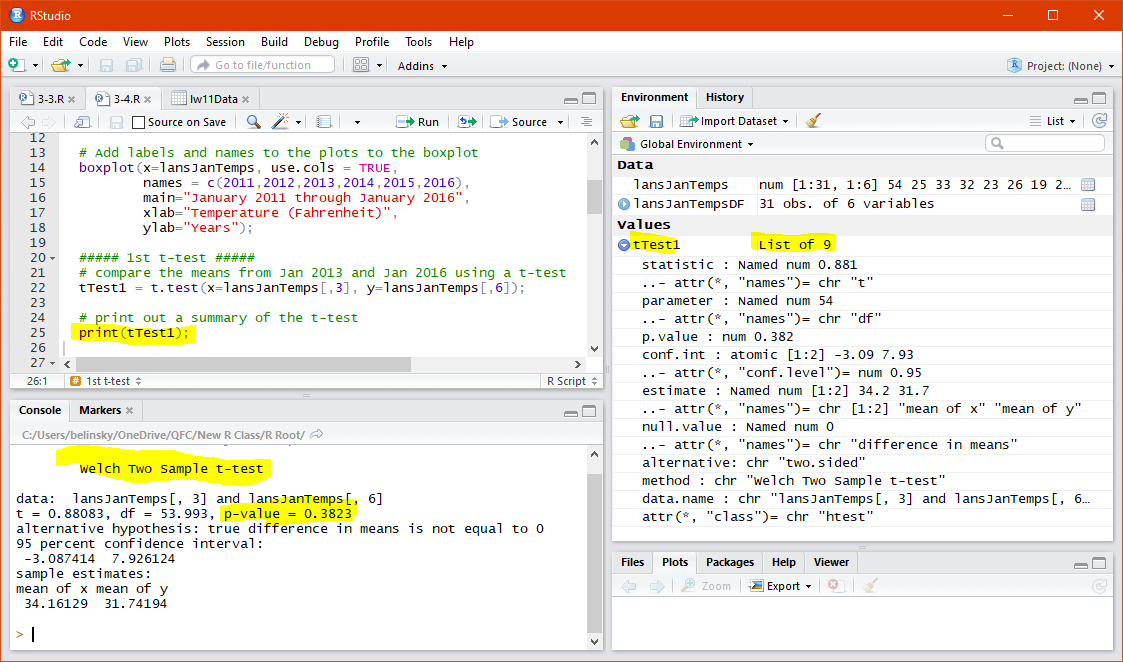 RStudio
File Edit Code View Plots Session Build Debug Profile Tools Help
Go to file/function Addins Project: (None)
3-3.R 3-4.R lw11Data
Source on Save Run Source
12
13 # Add labels and names to the plots to the boxplot
14 boxplot(x=lansJanTemps, use.cols = TRUE,
15 names = c(2011,2012,2013,2014,2015,2016),
16 main="January 2011 through January 2016",
17 xlab="Temperature (Fahrenheit)",
18 ylab="Years");
19
20 ##### 1st t-test #####
21 # compare the means from Jan 2013 and Jan 2016 using a t-test
22 tTest1 = t.test(x=lansJanTemps[,3], y=lansJanTemps[,6]);
23
24 # print out a summary of the t-test
25 print(tTest1);
26
27
26:1 # 1st t-test R Script
Console Markers
C:/Users/belinsky/OneDrive/QFC/New R Class/R Root/
Welch Two Sample t-test
data: lansJanTemps[, 3] and lansJanTemps[, 6]
t = 0.88083, df = 53.993, p-value = 0.3823
alternative hypothesis: true difference in means is not equal to 0
95 percent confidence interval:
-3.087414 7.926124
sample estimates:
mean of x mean of y
34.16129 31.74194
>
Environment History
Import Dataset List
Global Environment
Data
lansJanTemps num [1:31, 1:6] 54 25 33 32 23 26 19 2…
lansJanTempsDF 31 obs. of 6 variables
Values
tTest1 List of 9
statistic : Named num 0.881
..- attr(*, "names")= chr "t"
parameter : Named num 54
..- attr(*, "names")= chr "df"
p.value : num 0.382
conf.int : atomic [1:2] -3.09 7.93
..- attr(*, "conf.level")= num 0.95
estimate : Named num [1:2] 34.2 31.7
..- attr(*, "names")= chr [1:2] "mean of x" "mean of y"
null.value : Named num 0
..- attr(*, "names")= chr "difference in means"
alternative: chr "two.sided"
method : chr "Welch Two Sample t-test"
data.name : chr "lansJanTemps[, 3] and lansJanTemps[, 6…
attr(*, "class")= chr "htest"
Files Plots Packages Help Viewer
Zoom Export